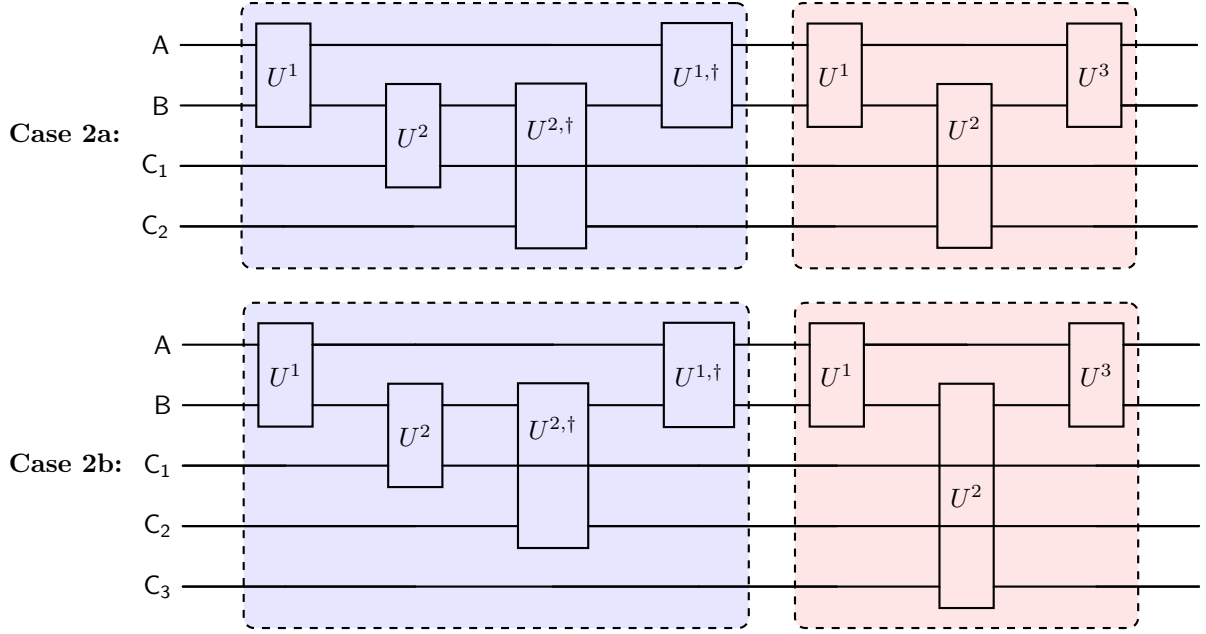 A
U¹ U¹,† U¹ U³
B
U² U²,† U²
Case 2a:
C₁
C₂
A
U¹ U¹,† U¹ U³
B
U² U²,†
Case 2b: C₁
U²
C₂
C₃